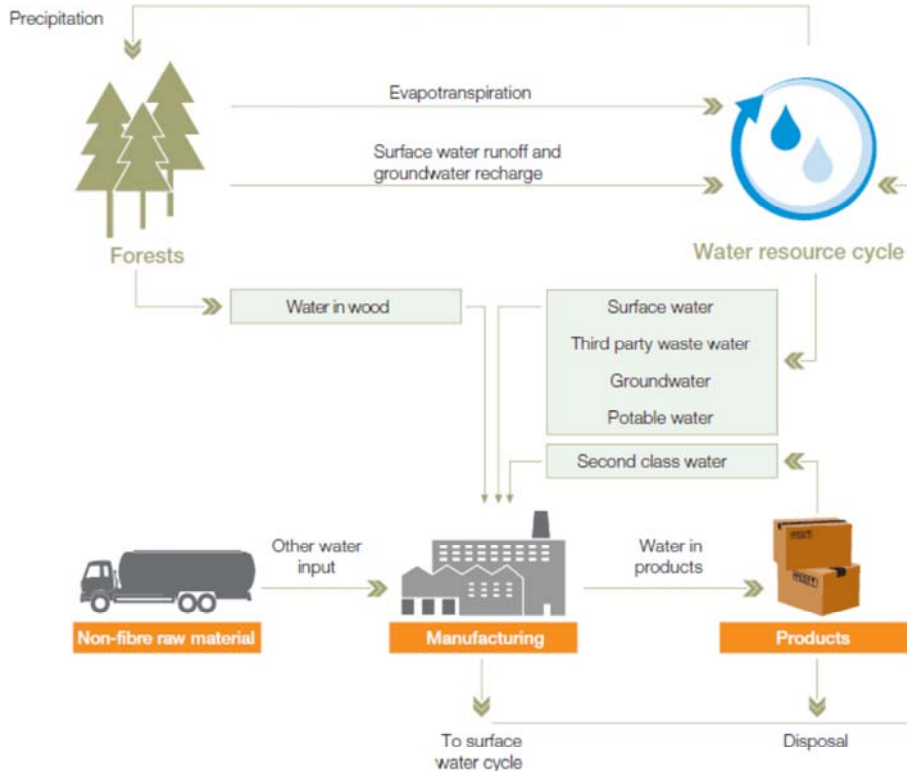 Precipitation
Evapotranspiration
Surface water runoff and
groundwater recharge
Forests
Water resource cycle
Water in wood
Surface water
Third party waste water
Groundwater
Potable water
Second class water
Other water
input
Water in
products
Non-fibre raw material
Manufacturing
Products
To surface
water cycle
Disposal